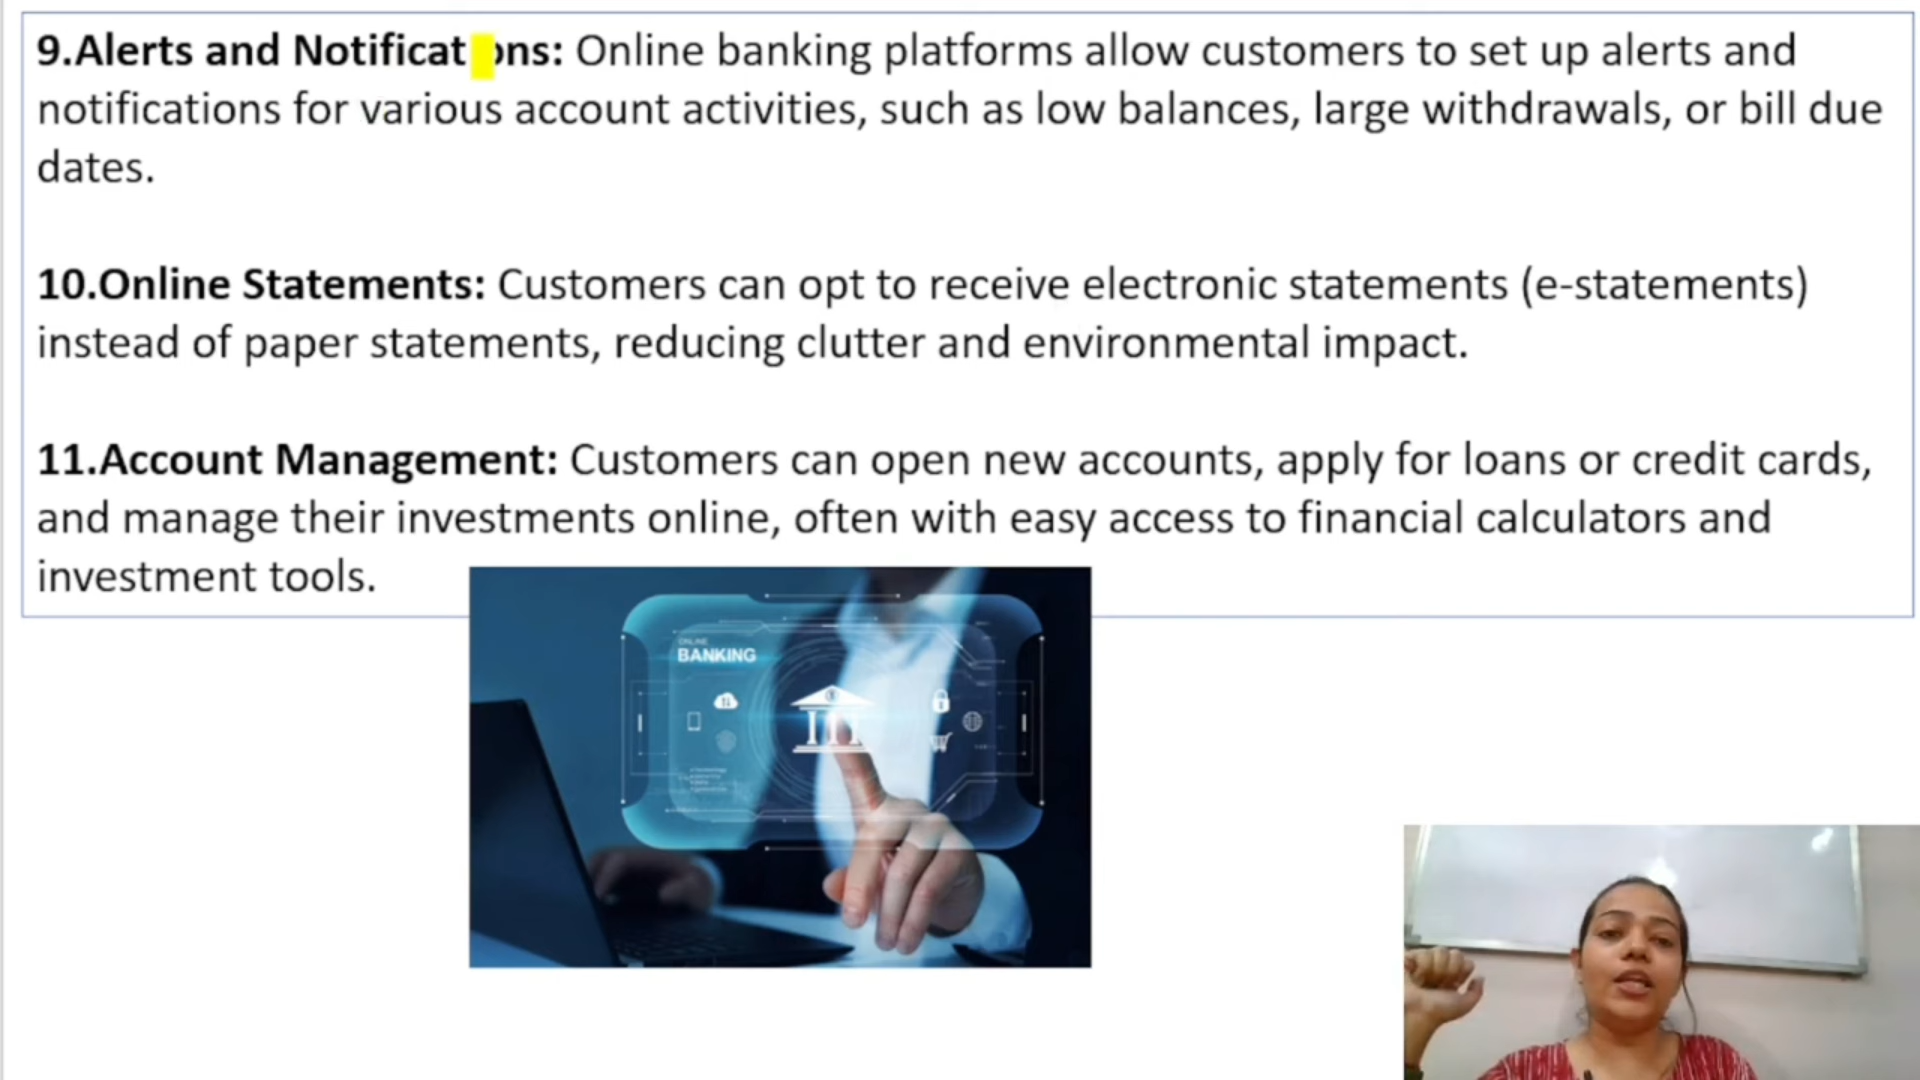 9.Alerts and Notificat ns: Online banking platforms allow customers to set up alerts and
notifications for various account activities, such as low balances, large withdrawals, or bill due
dates.
10.Online Statements: Customers can opt to receive electronic statements (e-statements)
instead of paper statements, reducing clutter and environmental impact.
11.Account Management: Customers can open new accounts, apply for loans or credit cards,
and manage their investments online, often with easy access to financial calculators and
investment tools.
ONLINE
BANKING